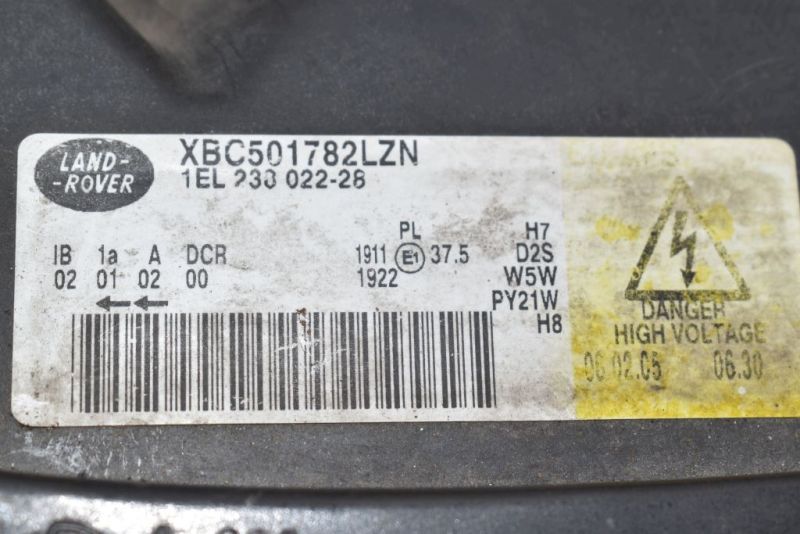 LAND-
-ROVER
XBC501782LZN
1EL 238 022-28
IB 1a A DCR
02 01 02 00
PL
1911 E1 37.5
1922
H7
D2S
W5W
PY21W
H8
DANGER
HIGH VOLTAGE
06.02.05 06.30